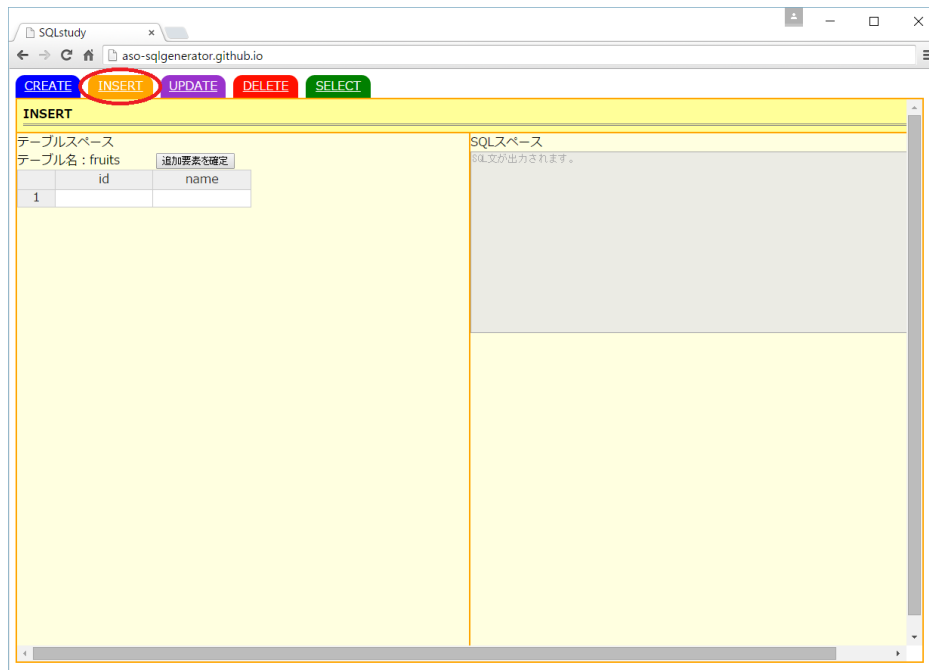 SQLstudy
aso-sqlgenerator.github.io
CREATE INSERT UPDATE DELETE SELECT
INSERT
テーブルスペース
テーブル名：fruits 追加要素を確定
id name
1
SQLスペース
SQL文が出力されます。